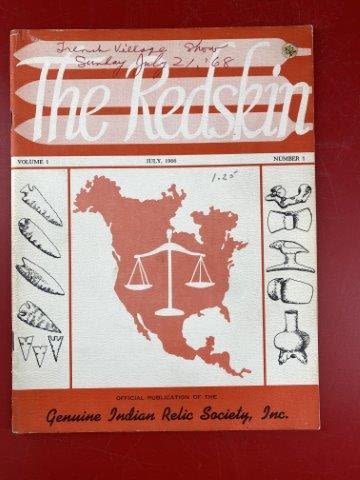 French Village Show
Sunday July 21, '68
The Redskin
VOLUME 1 JULY, 1966 NUMBER 1
1.25
OFFICIAL PUBLICATION OF THE
Genuine Indian Relic Society, Inc.